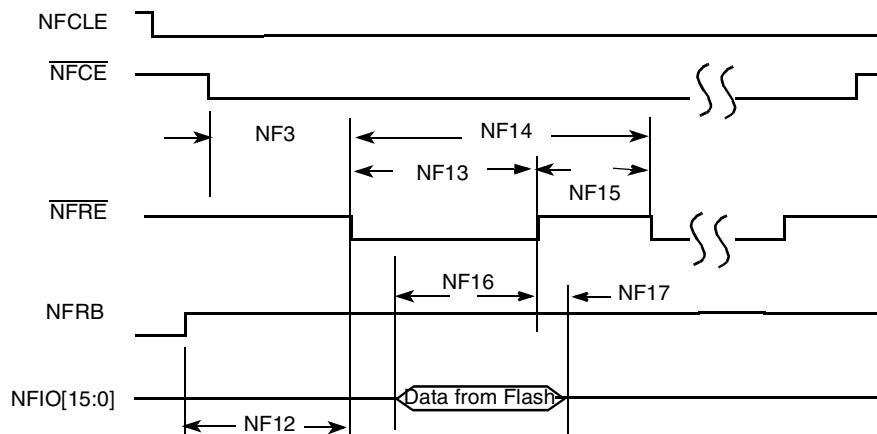 NFCLE
NFCE
NF3
NF14
NF13
NF15
NFRE
NF16
NF17
NFRB
NFIO[15:0]
Data from Flash
NF12